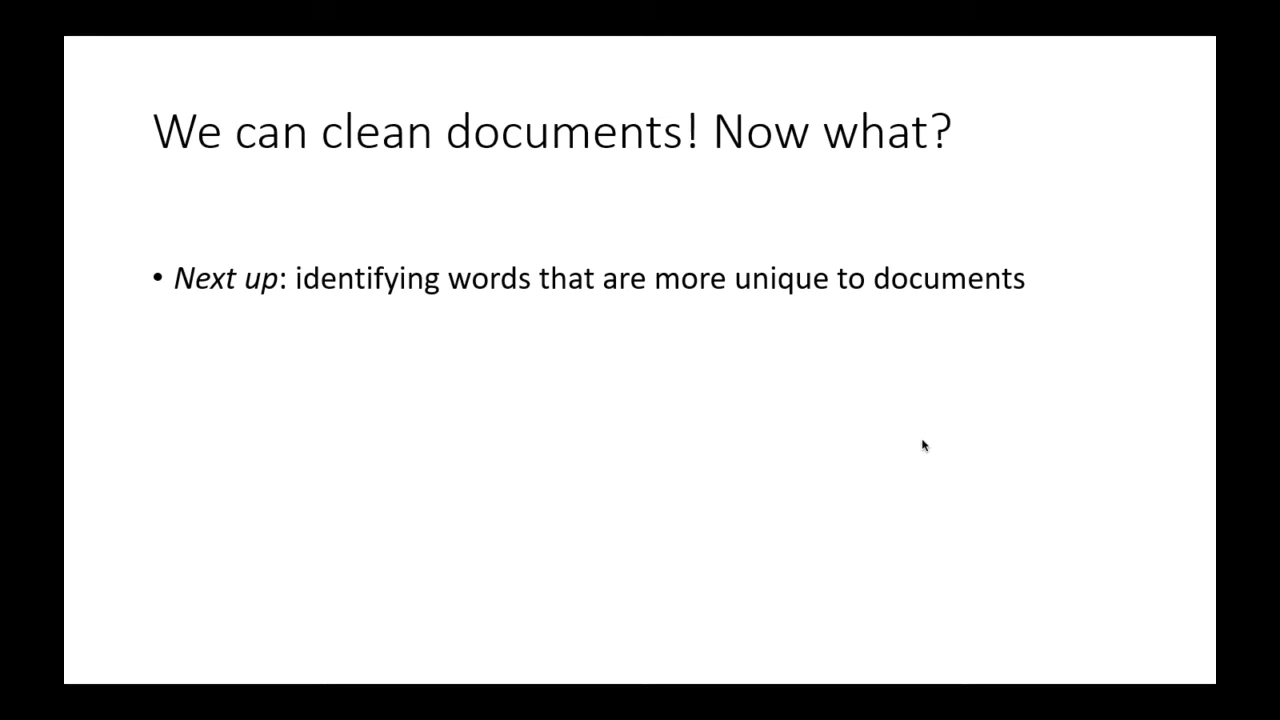 We can clean documents! Now what?
• Next up: identifying words that are more unique to documents